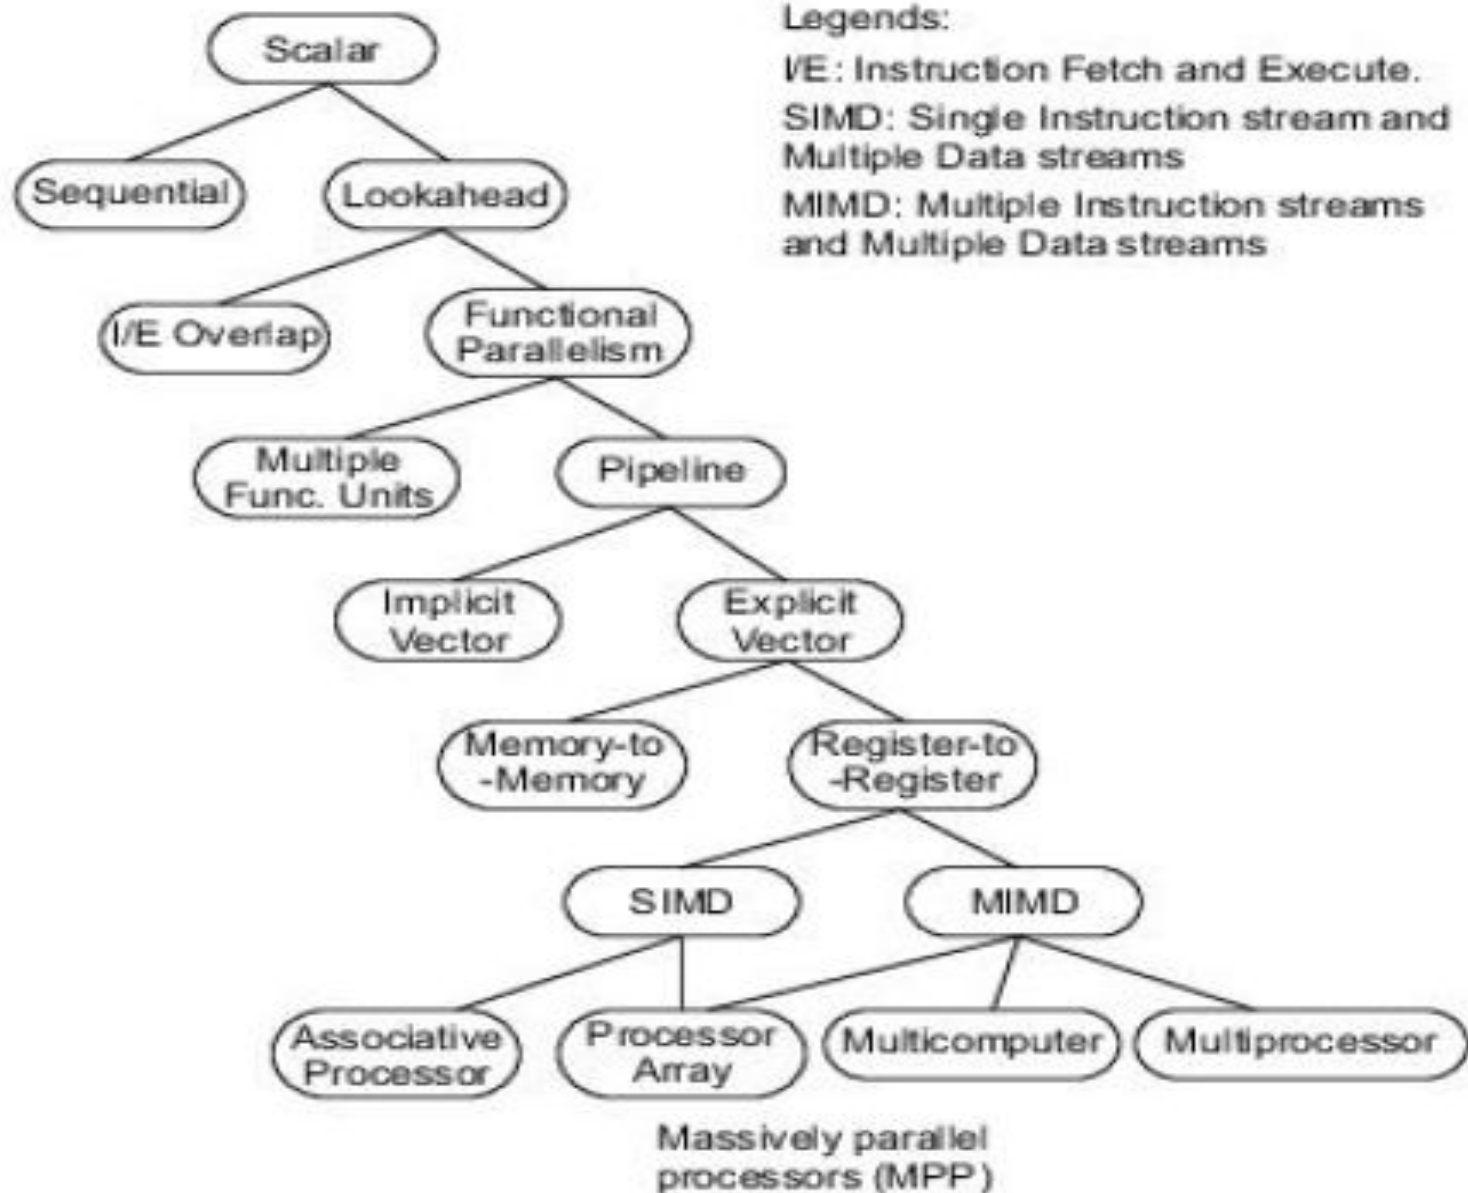 Scalar
Legends:
I/E: Instruction Fetch and Execute.
SIMD: Single Instruction stream and
Multiple Data streams
MIMD: Multiple Instruction streams
and Multiple Data streams
Sequential
Lookahead
I/E Overlap
Functional
Parallelism
Multiple
Func. Units
Pipeline
Implicit
Vector
Explicit
Vector
Memory-to
-Memory
Register-to
-Register
SIMD
MIMD
Associative
Processor
Processor
Array
Multicomputer
Multiprocessor
Massively parallel
processors (MPP)